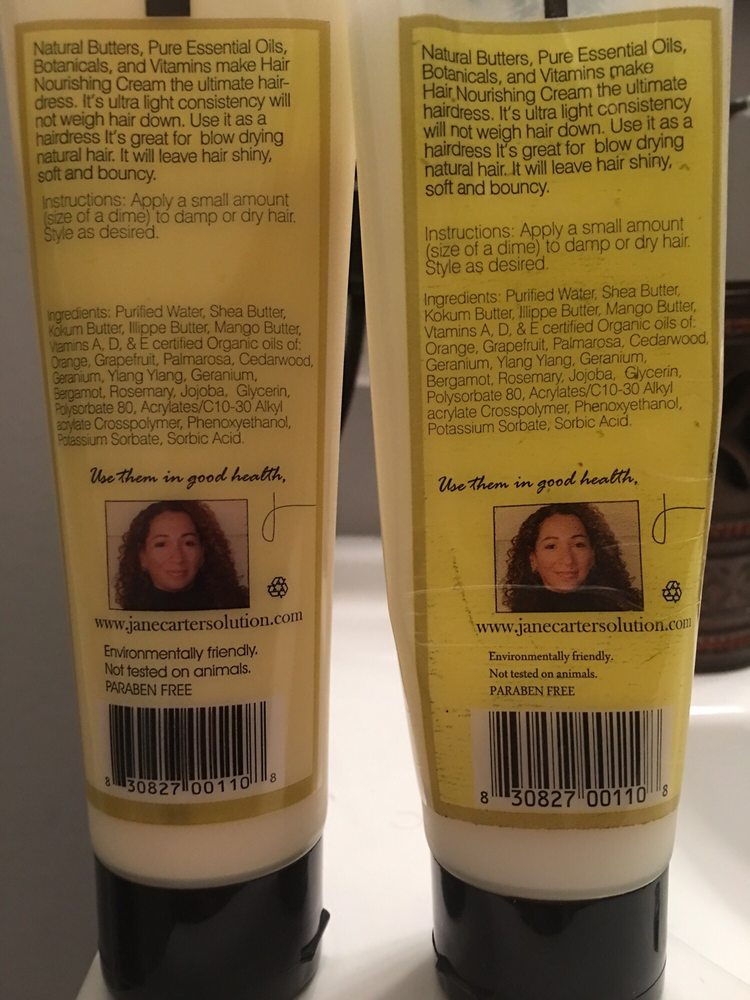 Natural Butters, Pure Essential Oils,
Botanicals, and Vitamins make Hair
Nourishing Cream the ultimate hair-
dress. It's ultra light consistency will
not weigh hair down. Use it as a
hairdress It's great for blow drying
natural hair. It will leave hair shiny,
soft and bouncy.
Instructions: Apply a small amount
(size of a dime) to damp or dry hair.
Style as desired.
Ingredients: Purified Water, Shea Butter,
Kokum Butter, Illippe Butter, Mango Butter,
Vtamins A, D, & E certified Organic oils of:
Orange, Grapefruit, Palmarosa, Cedarwood,
Geranium, Ylang Ylang, Geranium,
Bergamot, Rosemary, Jojoba, Glycerin,
Polysorbate 80, Acrylates/C10-30 Alkyl
acrylate Crosspolymer, Phenoxyethanol,
Potassium Sorbate, Sorbic Acid.
Use them in good health,
J
www.janecartersolution.com
Environmentally friendly.
Not tested on animals.
PARABEN FREE
8 30827 00110 8
Natural Butters, Pure Essential Oils,
Botanicals, and Vitamins make
Hair Nourishing Cream the ultimate
hairdress. It's ultra light consistency
will not weigh hair down. Use it as a
hairdress It's great for blow drying
natural hair. It will leave hair shiny,
soft and bouncy.
Instructions: Apply a small amount
(size of a dime) to damp or dry hair.
Style as desired.
Ingredients: Purified Water, Shea Butter,
Kokum Butter, Illippe Butter, Mango Butter,
Vtamins A, D, & E certified Organic oils of:
Orange, Grapefruit, Palmarosa, Cedarwood,
Geranium, Ylang Ylang, Geranium,
Bergamot, Rosemary, Jojoba, Glycerin,
Polysorbate 80, Acrylates/C10-30 Alkyl
acrylate Crosspolymer, Phenoxyethanol,
Potassium Sorbate, Sorbic Acid.
Use them in good health,
J
www.janecartersolution.com
Environmentally friendly.
Not tested on animals.
PARABEN FREE
8 30827 00110 8